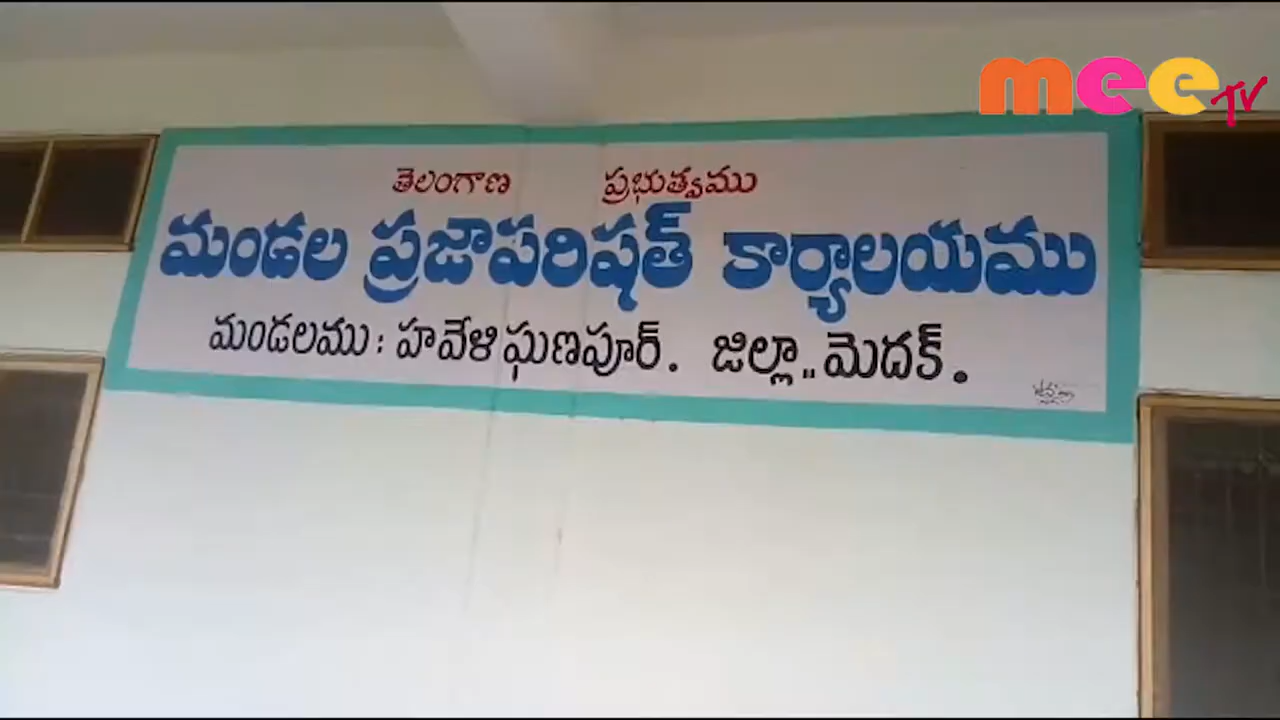 mee TV
తెలంగాణ ప్రభుత్వము
మండల ప్రజాపరిషత్ కార్యాలయము
మండలము : హవేళి ఘణపూర్. జిల్లా.. మెదక్.